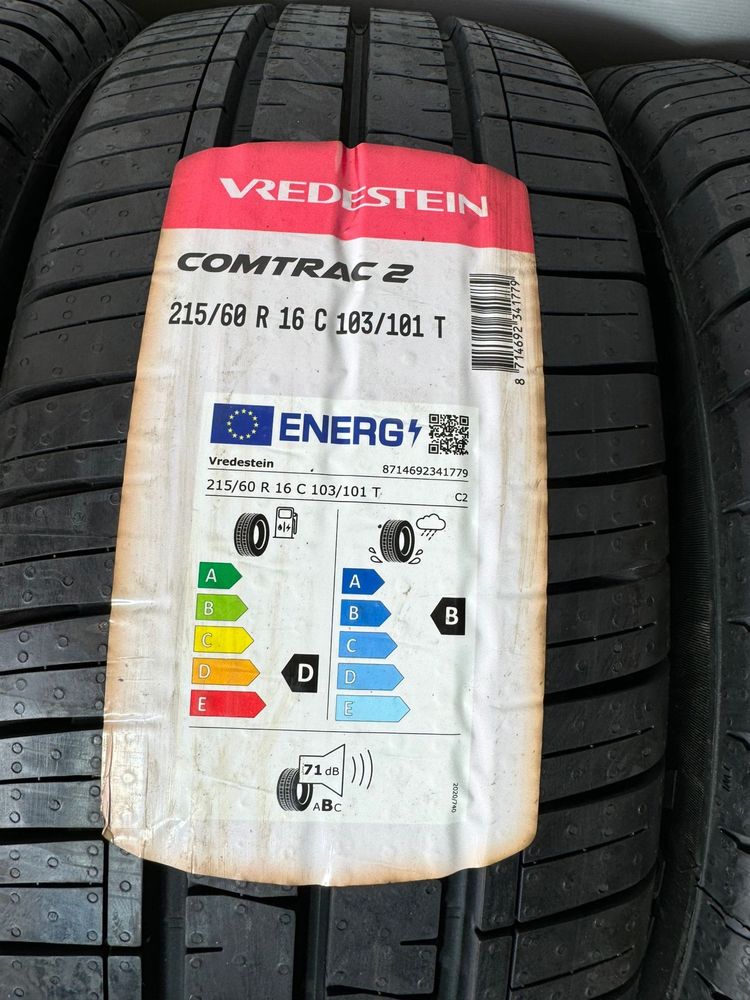 VREDESTEIN
COMTRAC 2
215/60 R 16 C 103/101 T
8 714692 341779
ENERG
Vredestein 8714692341779
215/60 R 16 C 103/101 T C2
A
B
C
D
E
D
A
B
C
D
E
B
71 dB
ABC
2020/740